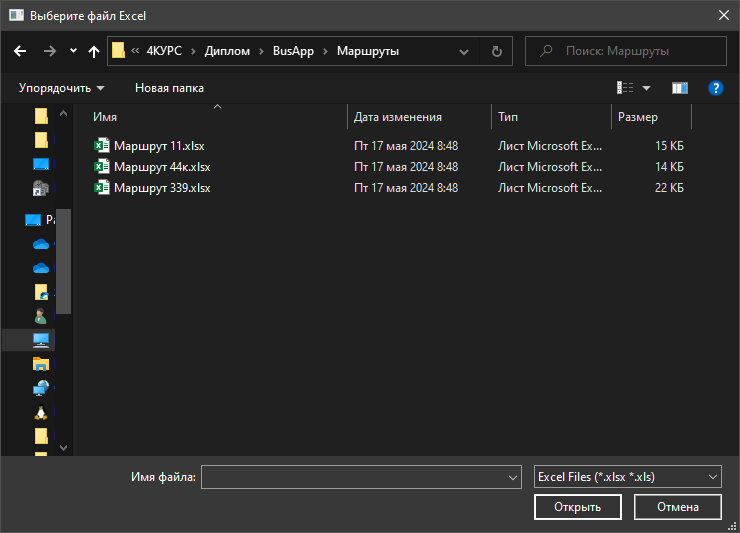 Выберите файл Excel
4КУРС Диплом BusApp Маршруты Поиск: Маршруты
Упорядочить Новая папка
Имя Дата изменения Тип Размер
Маршрут 11.xlsx Пт 17 мая 2024 8:48 Лист Microsoft Ex... 15 КБ
Маршрут 44к.xlsx Пт 17 мая 2024 8:48 Лист Microsoft Ex... 14 КБ
Маршрут 339.xlsx Пт 17 мая 2024 8:48 Лист Microsoft Ex... 22 КБ
Имя файла: Excel Files (*.xlsx *.xls)
Открыть Отмена